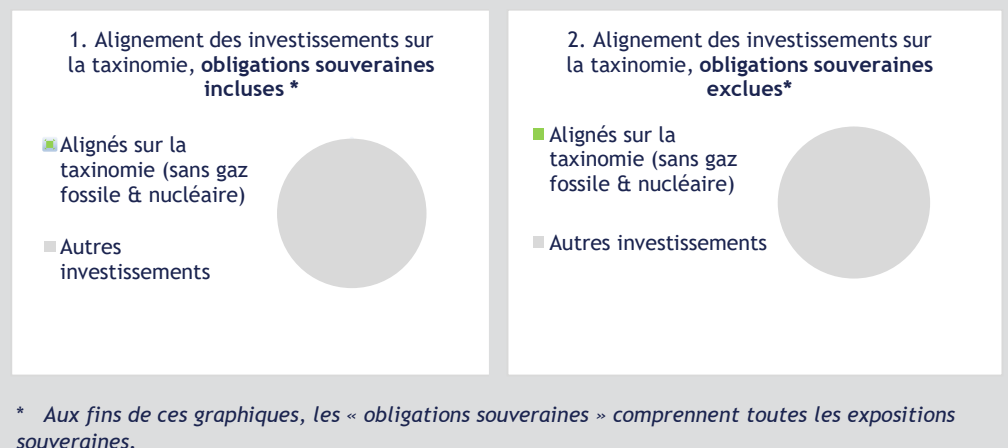 1. Alignement des investissements sur
la taxinomie, obligations souveraines
incluses *
Alignés sur la
taxinomie (sans gaz
fossile & nucléaire)
Autres
investissements
2. Alignement des investissements sur
la taxinomie, obligations souveraines
exclues*
Alignés sur la
taxinomie (sans gaz
fossile & nucléaire)
Autres investissements
* Aux fins de ces graphiques, les « obligations souveraines » comprennent toutes les expositions
souveraines.